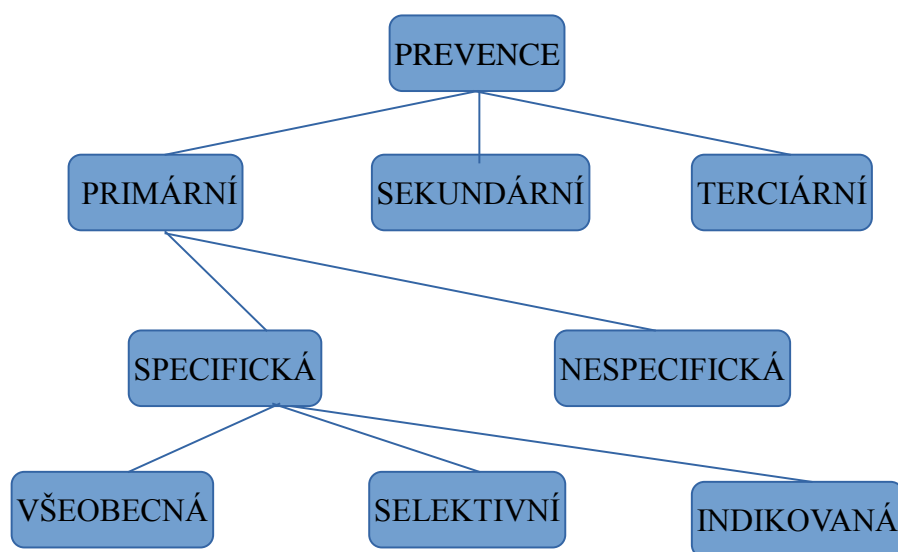 PREVENCE
PRIMÁRNÍ
SEKUNDÁRNÍ
TERCIÁRNÍ
SPECIFICKÁ
NESPECIFICKÁ
VŠEOBECNÁ
SELEKTIVNÍ
INDIKOVANÁ